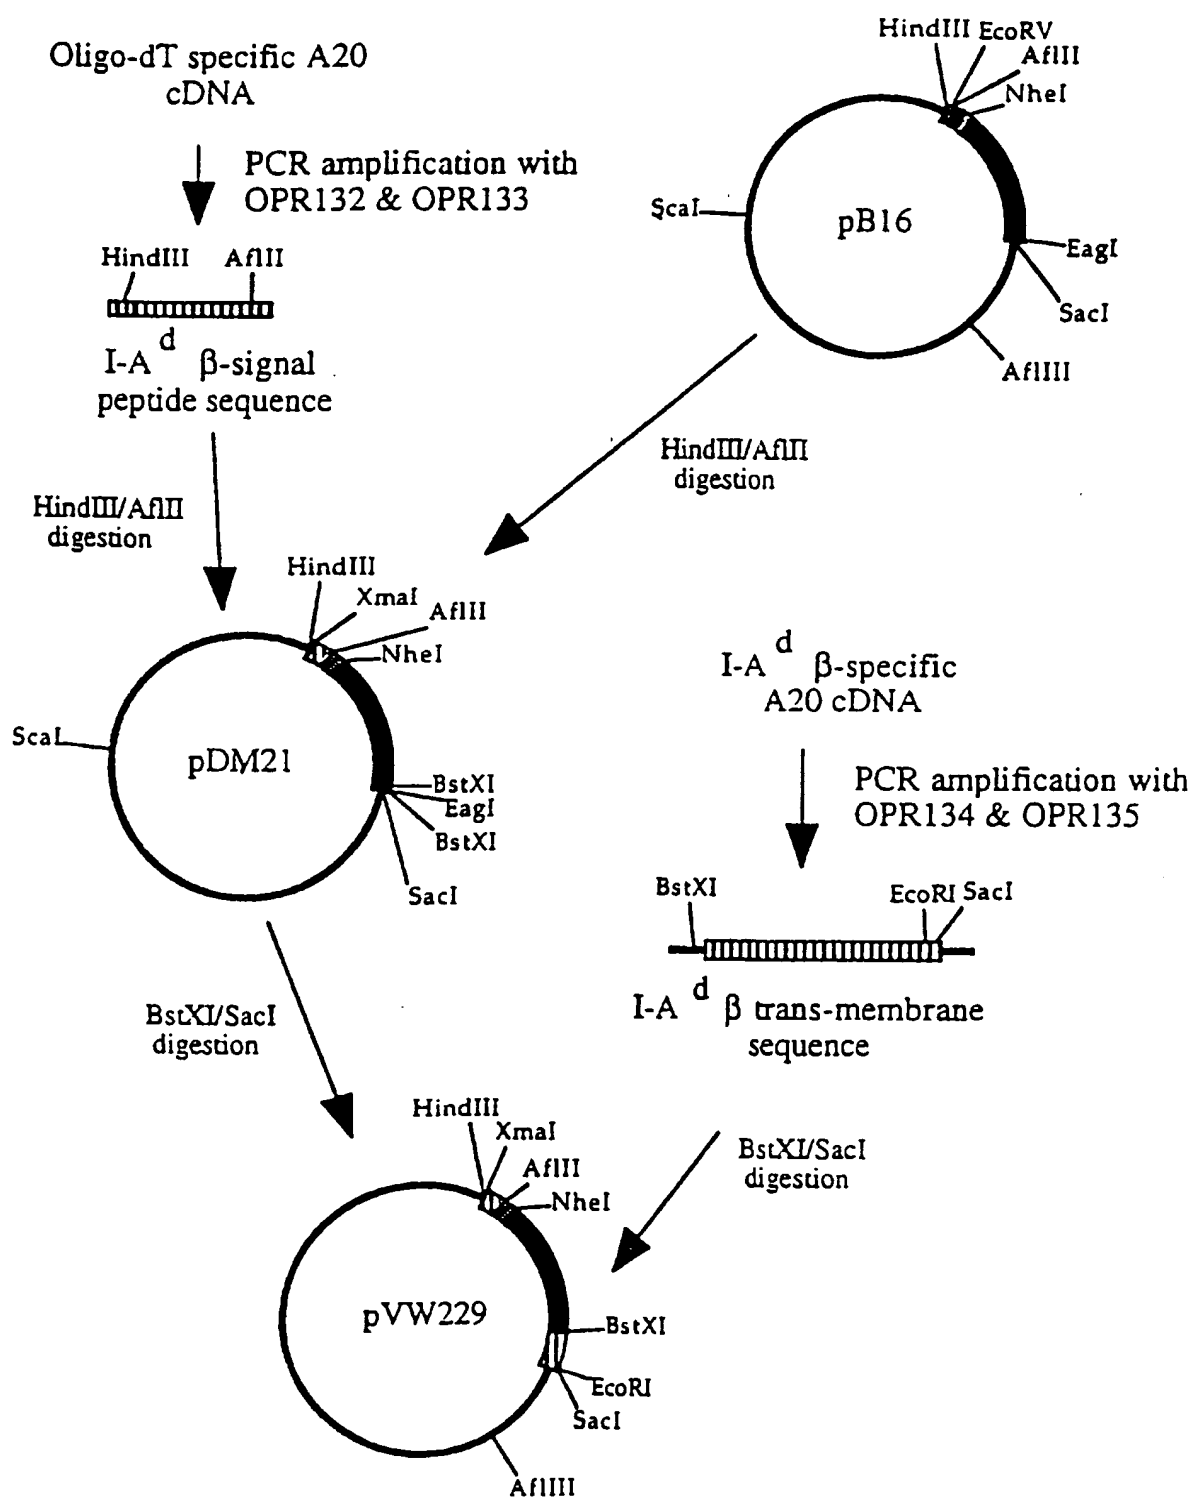 Oligo-dT specific A20
cDNA
PCR amplification with
OPR132 & OPR133
HindIII AflII
I-A d β-signal
peptide sequence
HindIII/AflII
digestion
HindIII EcoRV
AflII
NheI
ScaI
pB16
EagI
SacI
AflIII
HindIII/AflII
digestion
HindIII
XmaI
AflII
NheI
ScaI
pDM21
BstXI
EagI
BstXI
SacI
I-A d β-specific
A20 cDNA
PCR amplification with
OPR134 & OPR135
BstXI
EcoRI SacI
I-A d β trans-membrane
sequence
BstXI/SacI
digestion
BstXI/SacI
digestion
HindIII
XmaI
AflII
NheI
pVW229
BstXI
EcoRI
SacI
AflIII